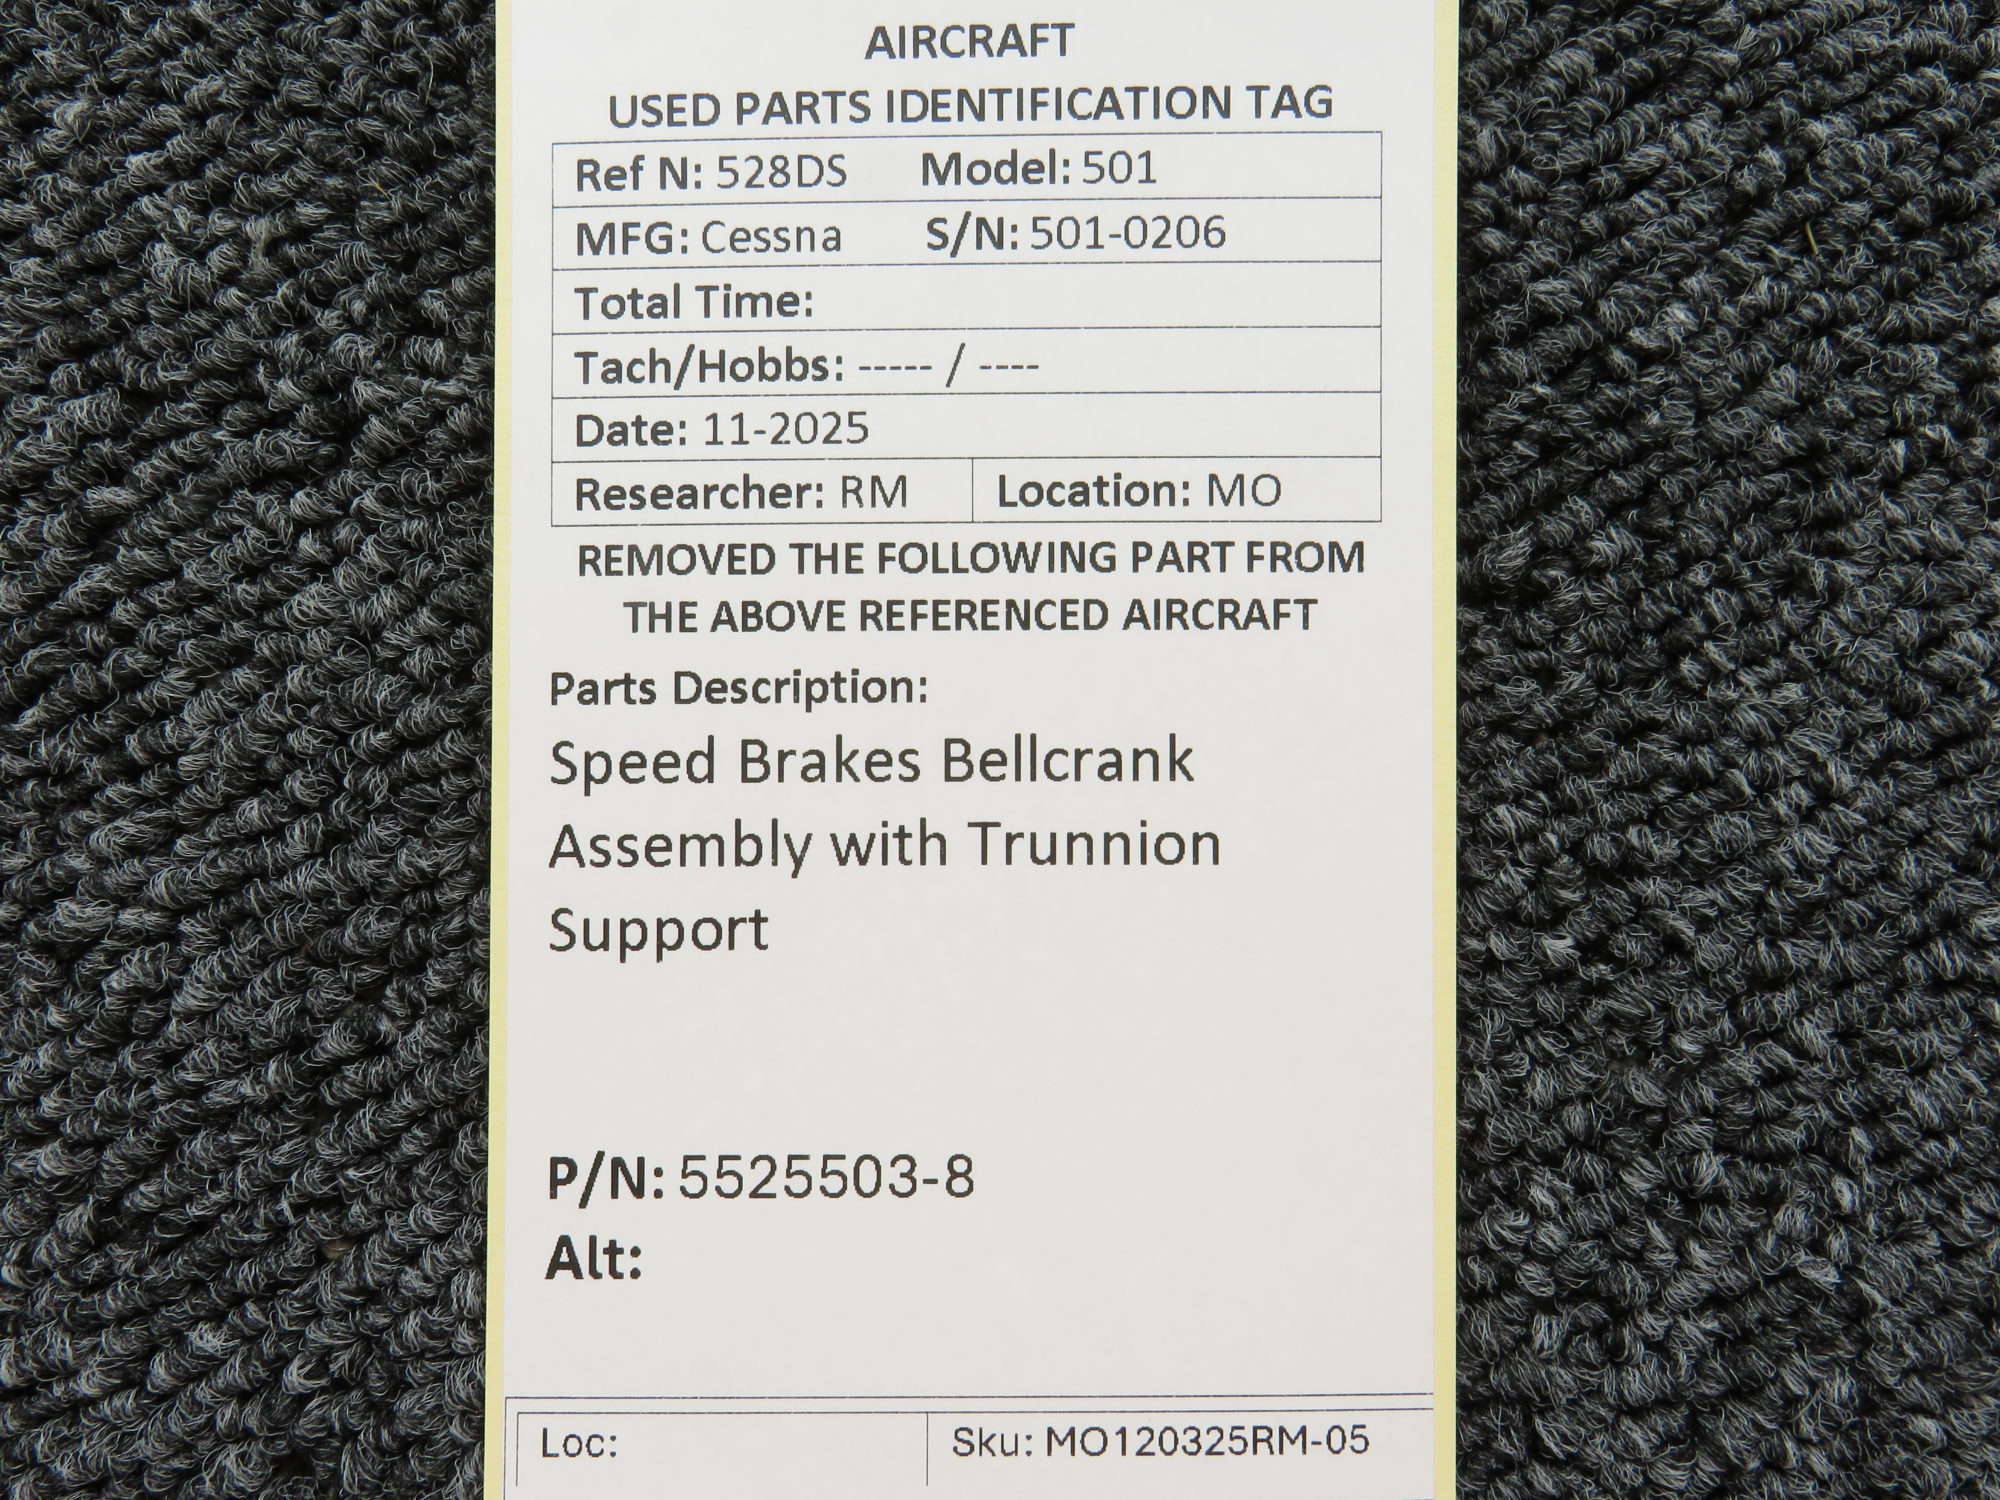 AIRCRAFT
USED PARTS IDENTIFICATION TAG
Ref N: 528DS Model: 501
MFG: Cessna S/N: 501-0206
Total Time:
Tach/Hobbs: ----- / ----
Date: 11-2025
Researcher: RM Location: MO
REMOVED THE FOLLOWING PART FROM
THE ABOVE REFERENCED AIRCRAFT
Parts Description:
Speed Brakes Bellcrank
Assembly with Trunnion
Support
P/N: 5525503-8
Alt:
Loc: Sku: MO120325RM-05